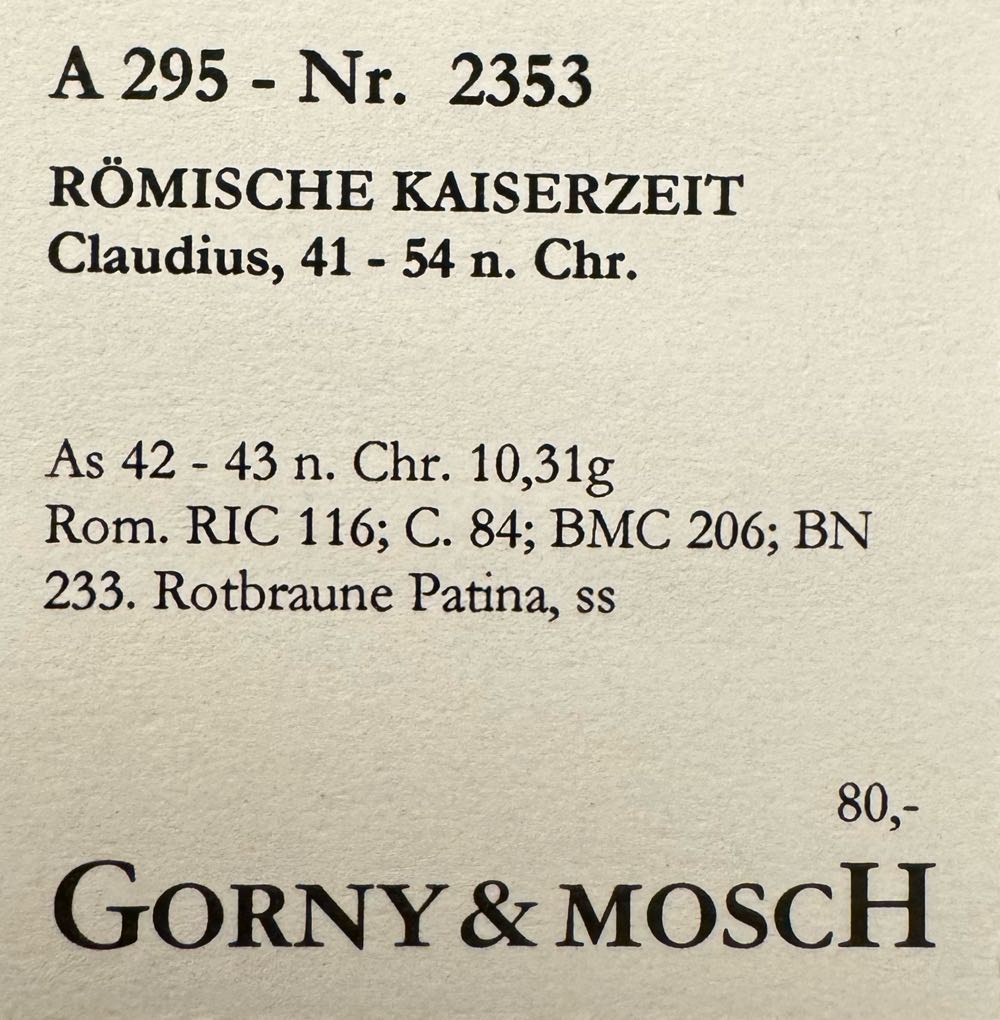 A 295 - Nr. 2353
RÖMISCHE KAISERZEIT
Claudius, 41 - 54 n. Chr.
As 42 - 43 n. Chr. 10,31g
Rom. RIC 116; C. 84; BMC 206; BN
233. Rotbraune Patina, ss
80,-
GORNY & MOSCH